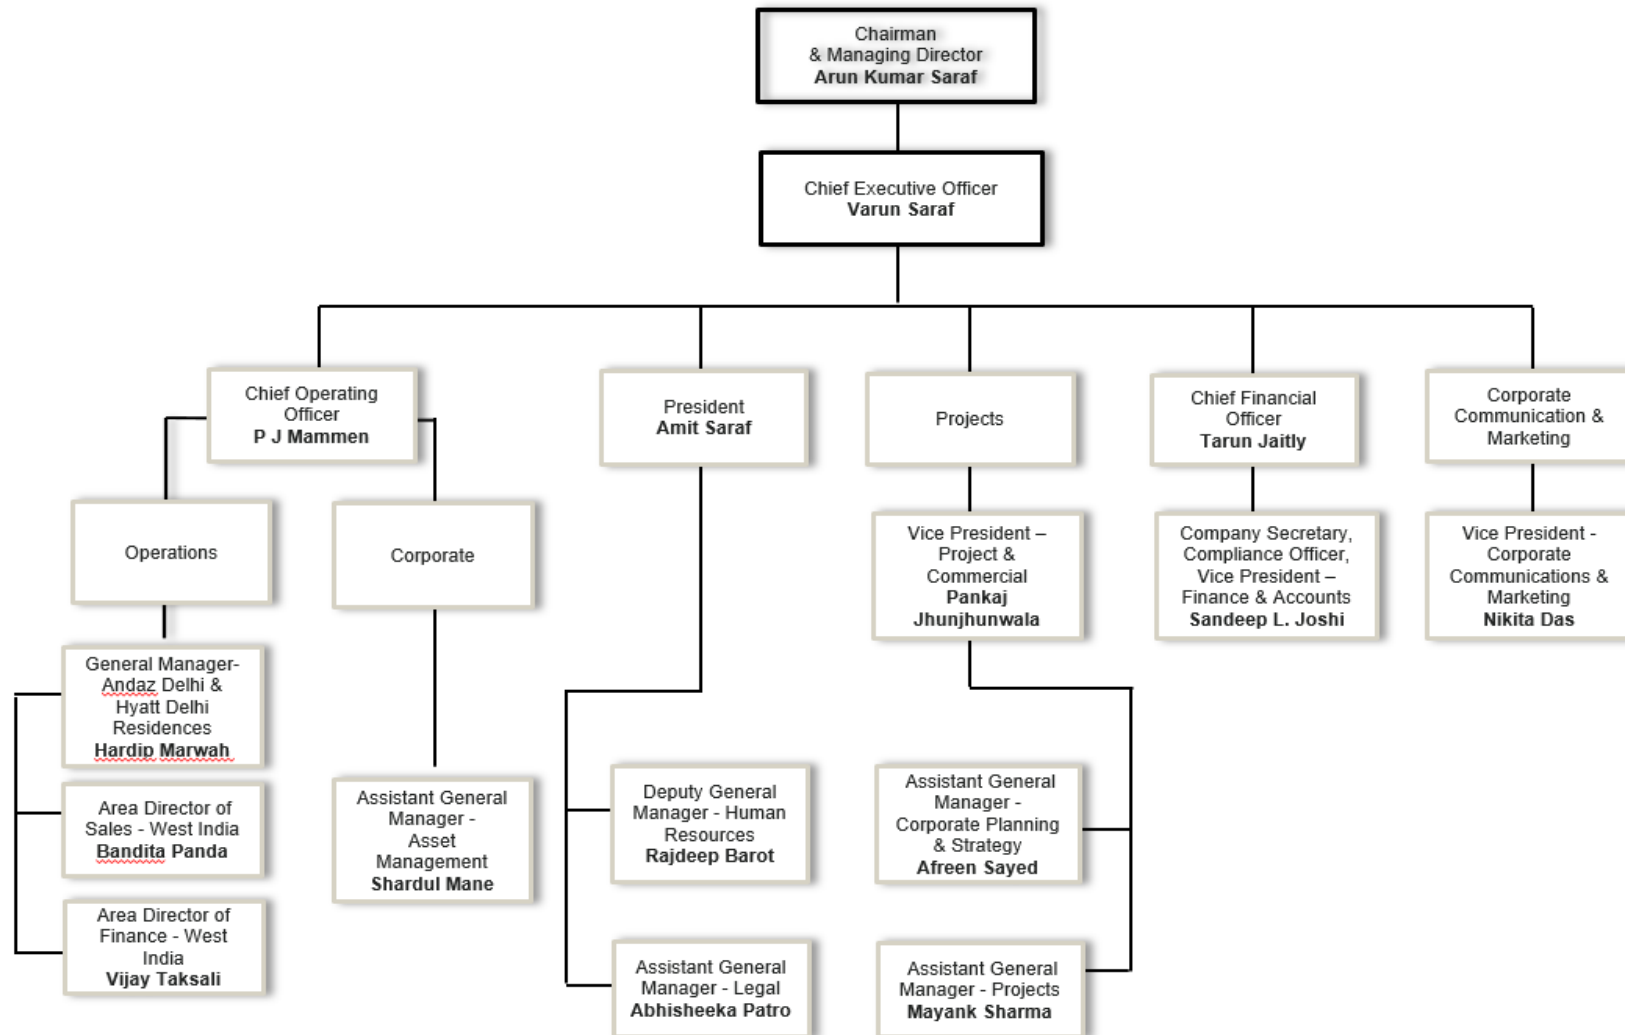 Chairman
& Managing Director
Arun Kumar Saraf
Chief Executive Officer
Varun Saraf
Chief Operating
Officer
P J Mammen
President
Amit Saraf
Projects
Chief Financial
Officer
Tarun Jaitly
Corporate
Communication &
Marketing
Operations
Corporate
Vice President –
Project &
Commercial
Pankaj
Jhunjhunwala
Company Secretary,
Compliance Officer,
Vice President –
Finance & Accounts
Sandeep L. Joshi
Vice President -
Corporate
Communications &
Marketing
Nikita Das
General Manager-
Andaz Delhi &
Hyatt Delhi
Residences
Hardip Marwah
Area Director of
Sales - West India
Bandita Panda
Area Director of
Finance - West
India
Vijay Taksali
Assistant General
Manager -
Asset
Management
Shardul Mane
Deputy General
Manager - Human
Resources
Rajdeep Barot
Assistant General
Manager - Legal
Abhisheeka Patro
Assistant General
Manager -
Corporate Planning
& Strategy
Afreen Sayed
Assistant General
Manager - Projects
Mayank Sharma